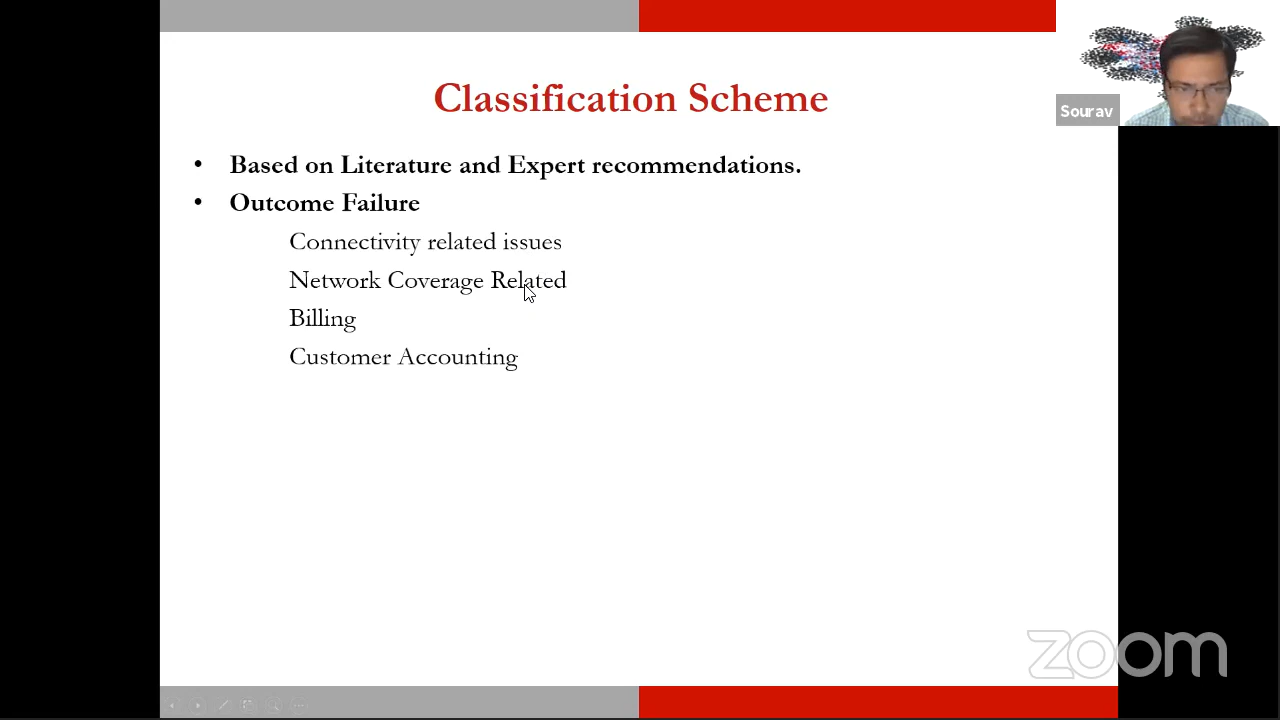 Classification Scheme
Sourav
• Based on Literature and Expert recommendations.
• Outcome Failure
Connectivity related issues
Network Coverage Related
Billing
Customer Accounting
zoom